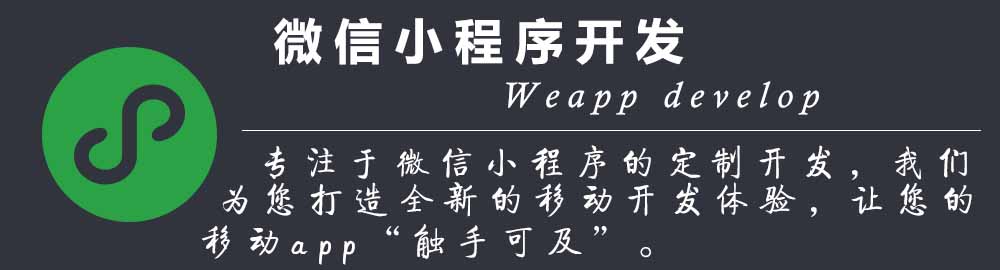 微信小程序开发
Weapp develop
专注于微信小程序的定制开发，我们
为您打造全新的移动开发体验，让您的
移动app“触手可及”。